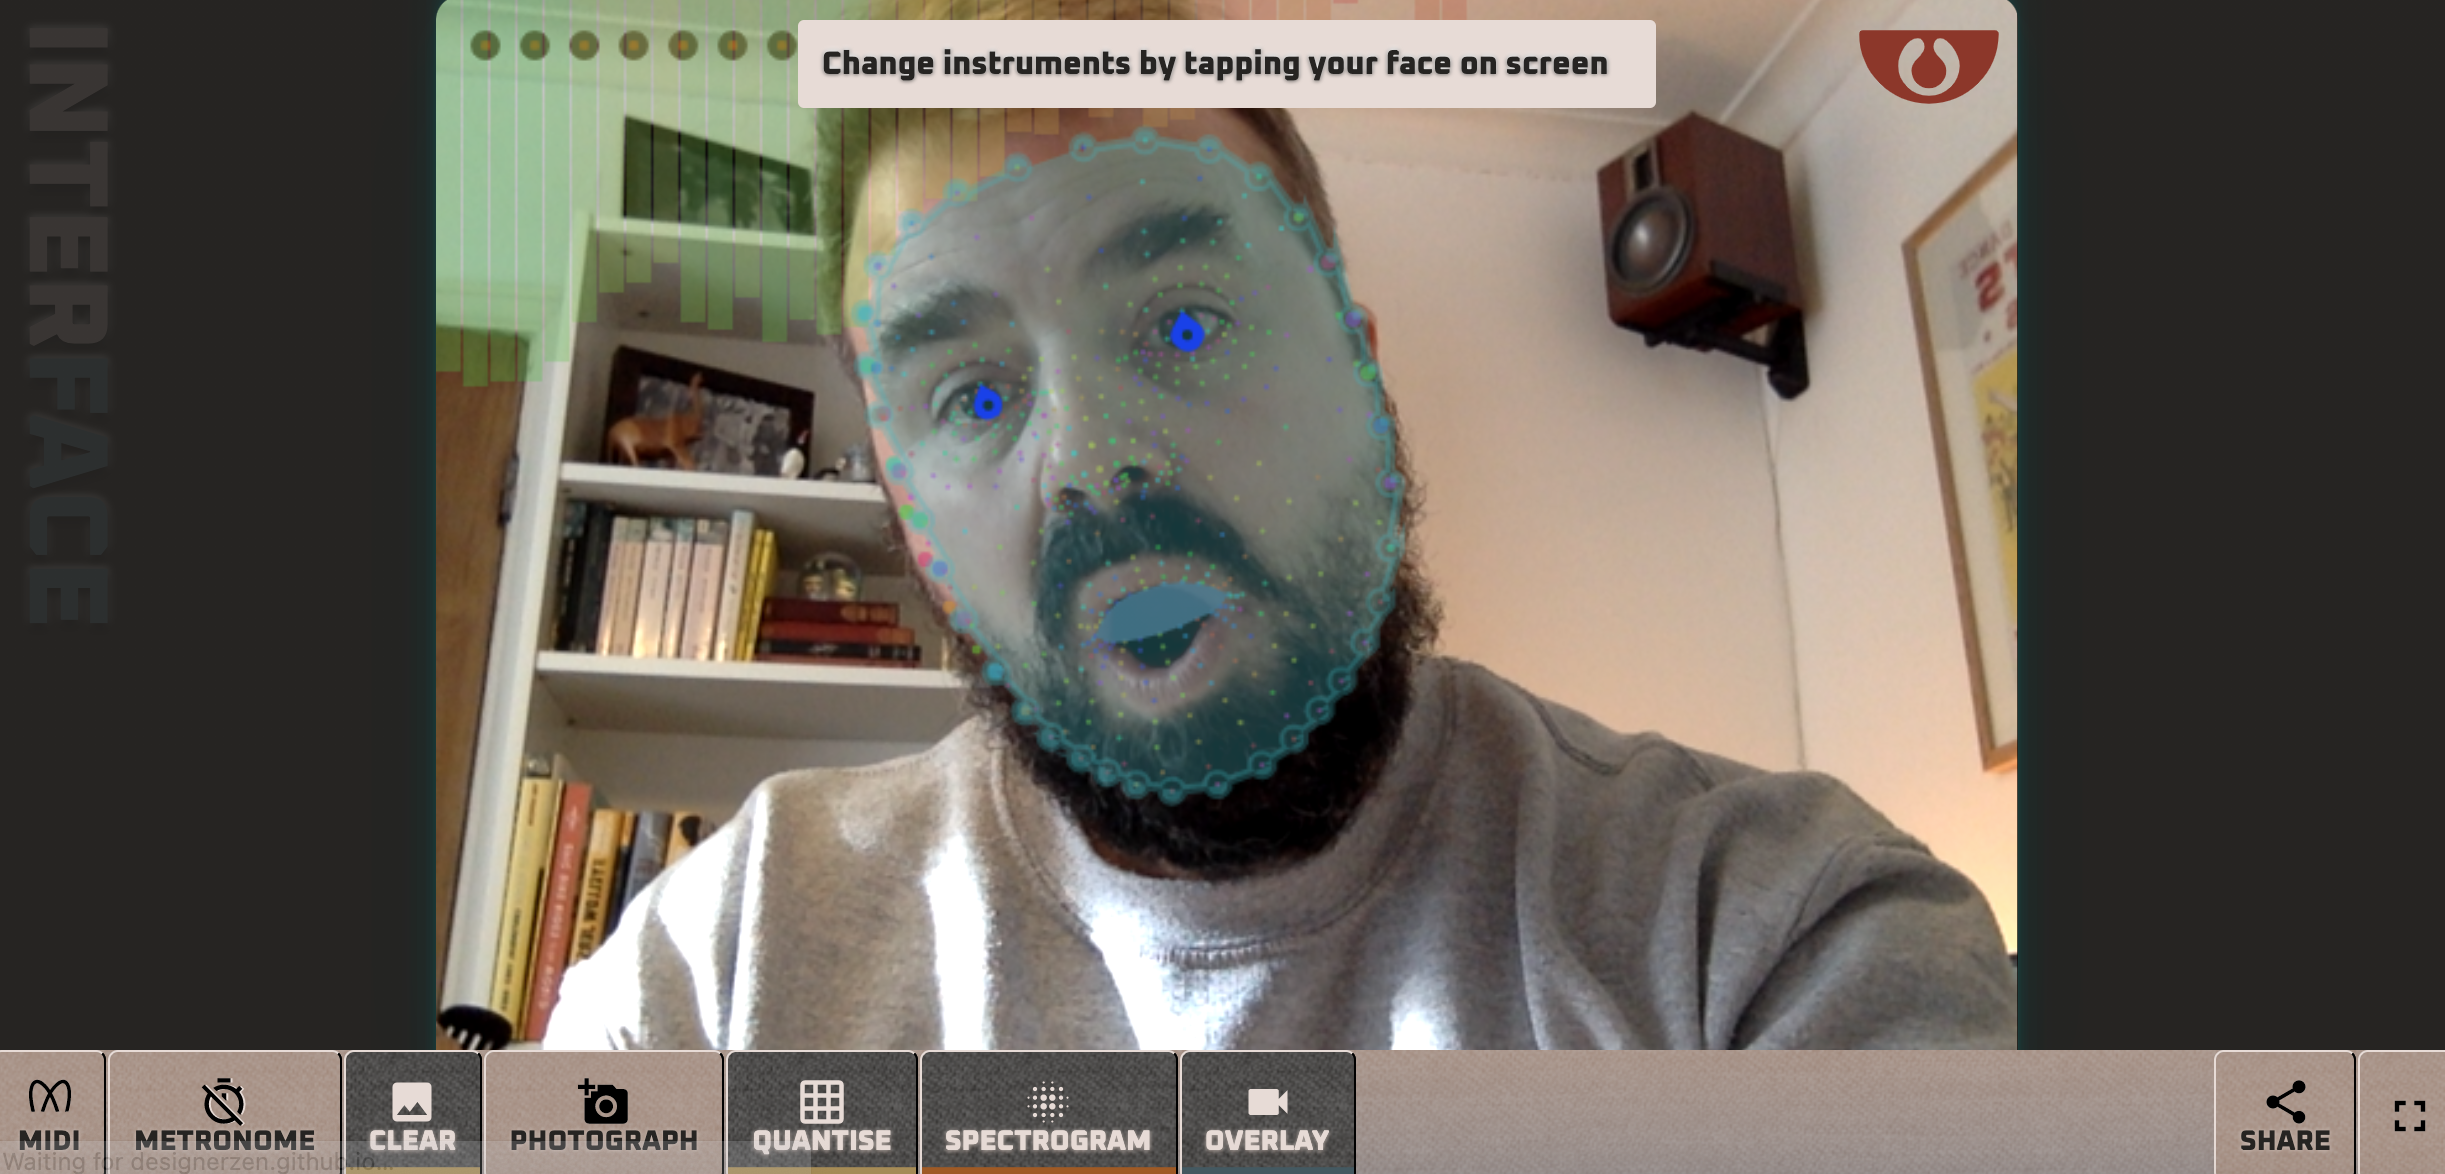 INTERFACE
Change instruments by tapping your face on screen
MIDI
METRONOME
CLEAR
PHOTOGRAPH
QUANTISE
SPECTROGRAM
OVERLAY
SHARE
Waiting for designerzen.github.io...